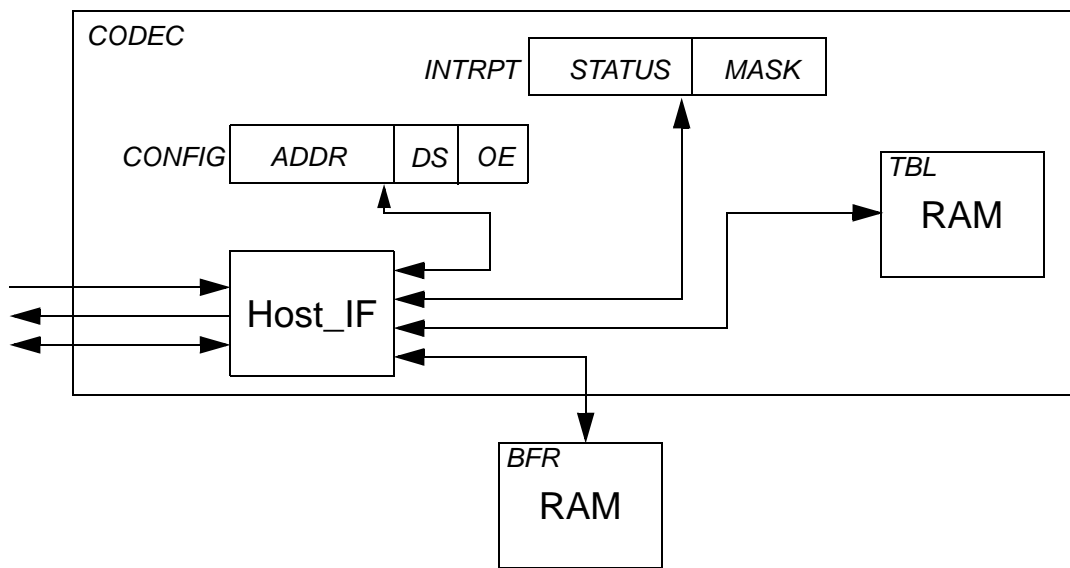 CODEC
INTRPT STATUS MASK
CONFIG ADDR DS OE
TBL
RAM
Host_IF
BFR
RAM